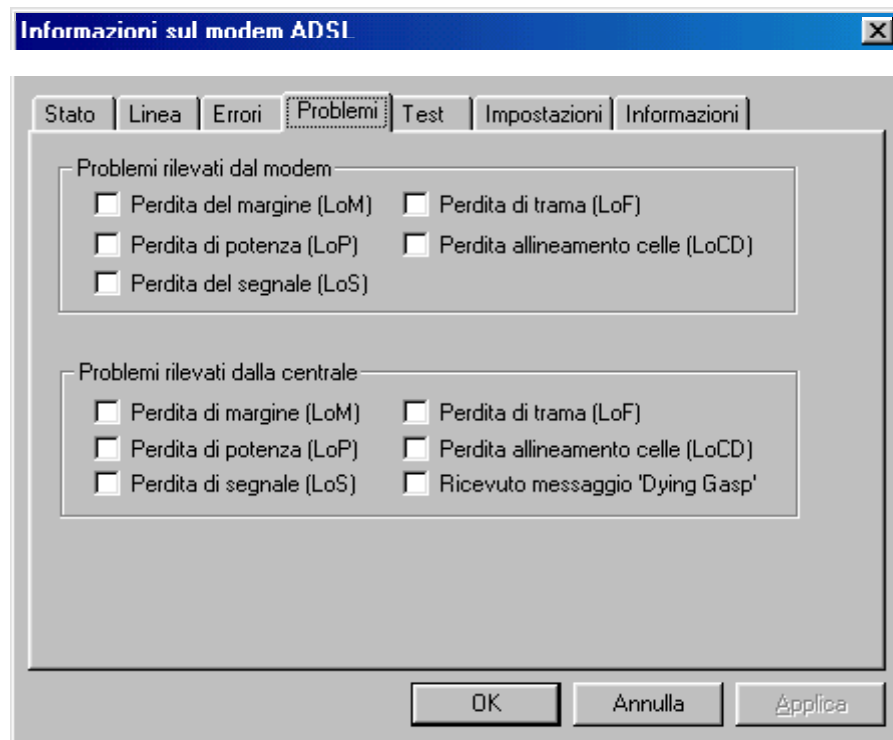 Informazioni sul modem ADSL
Stato Linea Errori Problemi Test Impostazioni Informazioni
Problemi rilevati dal modem
Perdita del margine (LoM) Perdita di trama (LoF)
Perdita di potenza (LoP) Perdita allineamento celle (LoCD)
Perdita del segnale (LoS)
Problemi rilevati dalla centrale
Perdita di margine (LoM) Perdita di trama (LoF)
Perdita di potenza (LoP) Perdita allineamento celle (LoCD)
Perdita di segnale (LoS) Ricevuto messaggio 'Dying Gasp'
OK Annulla Applica